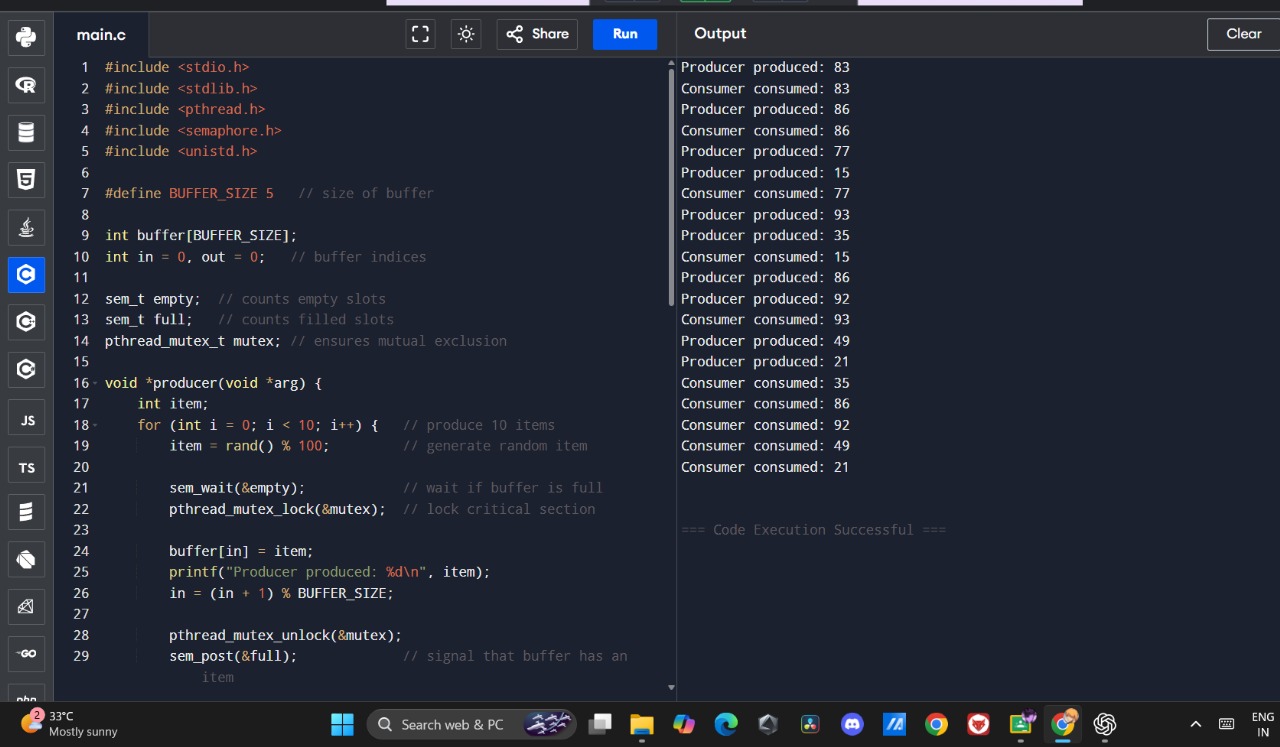 main.c
Share
Run
Output
Clear
1 #include <stdio.h>
2 #include <stdlib.h>
3 #include <pthread.h>
4 #include <semaphore.h>
5 #include <unistd.h>
6
7 #define BUFFER_SIZE 5 // size of buffer
8
9 int buffer[BUFFER_SIZE];
10 int in = 0, out = 0; // buffer indices
11
12 sem_t empty; // counts empty slots
13 sem_t full; // counts filled slots
14 pthread_mutex_t mutex; // ensures mutual exclusion
15
16 void *producer(void *arg) {
17 int item;
18 for (int i = 0; i < 10; i++) { // produce 10 items
19 item = rand() % 100; // generate random item
20
21 sem_wait(&empty); // wait if buffer is full
22 pthread_mutex_lock(&mutex); // lock critical section
23
24 buffer[in] = item;
25 printf("Producer produced: %d\n", item);
26 in = (in + 1) % BUFFER_SIZE;
27
28 pthread_mutex_unlock(&mutex);
29 sem_post(&full); // signal that buffer has an
item
Producer produced: 83
Consumer consumed: 83
Producer produced: 86
Consumer consumed: 86
Producer produced: 77
Producer produced: 15
Consumer consumed: 77
Producer produced: 93
Producer produced: 35
Consumer consumed: 15
Producer produced: 86
Producer produced: 92
Consumer consumed: 93
Producer produced: 49
Producer produced: 21
Consumer consumed: 35
Consumer consumed: 86
Consumer consumed: 92
Consumer consumed: 49
Consumer consumed: 21
=== Code Execution Successful ===
JS
TS
GO
php
2
33°C
Mostly sunny
Search web & PC
ENG
IN